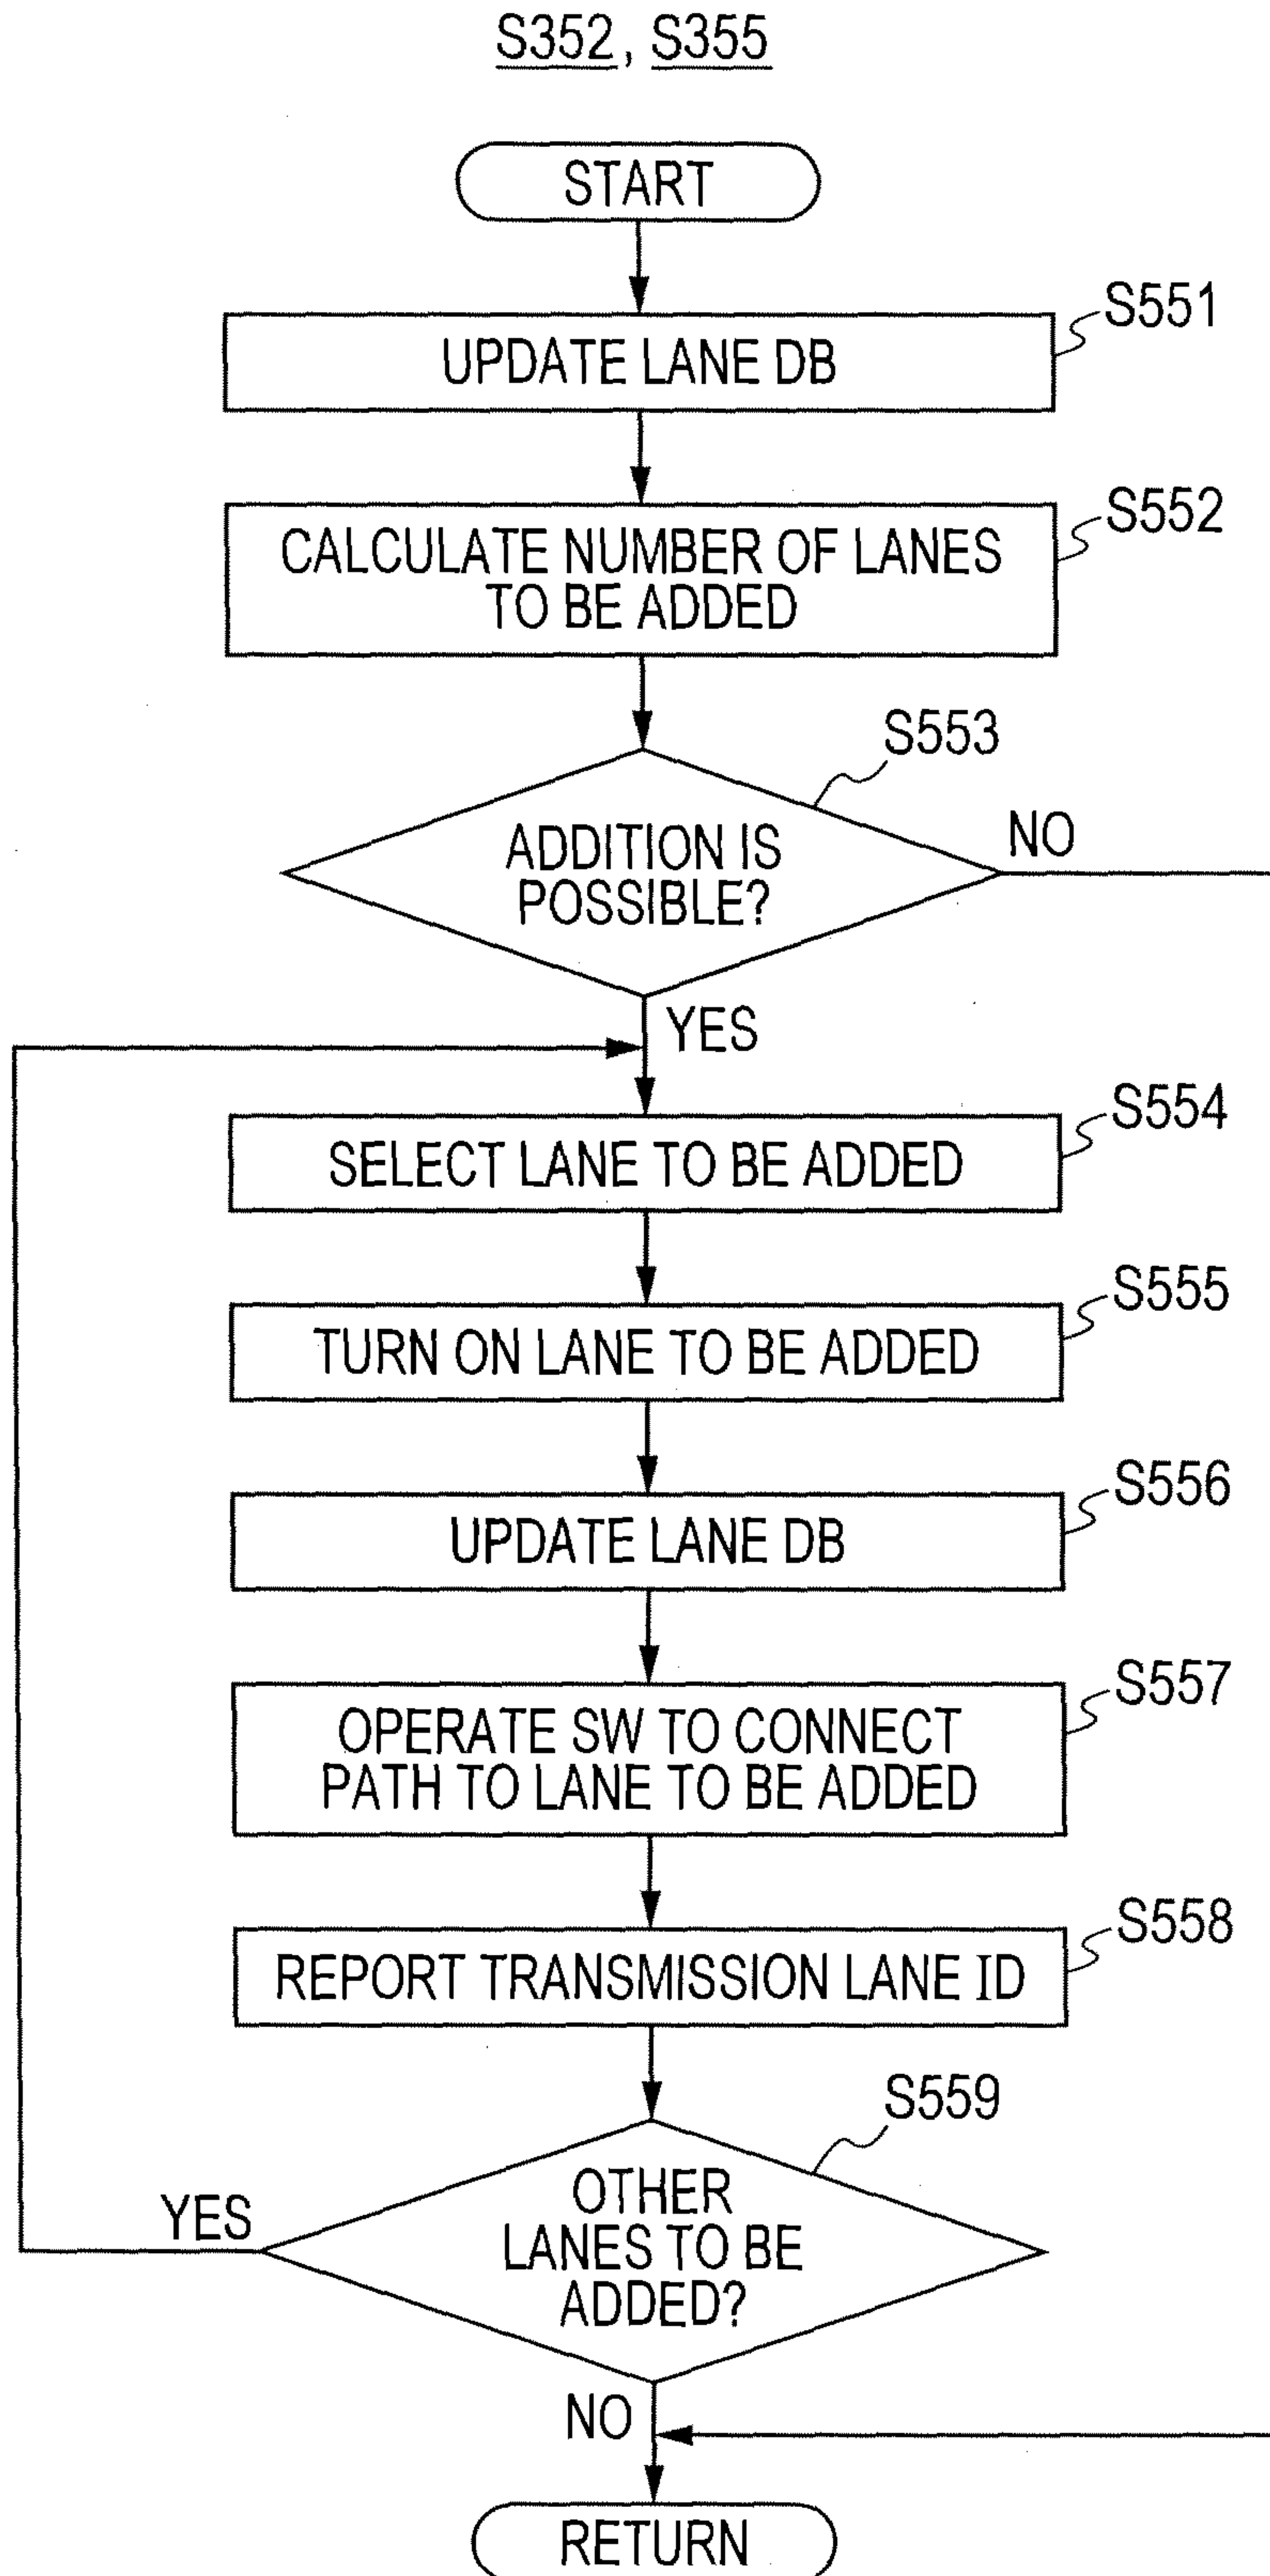 S352, S355
START
S551
UPDATE LANE DB
S552
CALCULATE NUMBER OF LANES
TO BE ADDED
S553
ADDITION IS
POSSIBLE?
NO
YES
S554
SELECT LANE TO BE ADDED
S555
TURN ON LANE TO BE ADDED
S556
UPDATE LANE DB
S557
OPERATE SW TO CONNECT
PATH TO LANE TO BE ADDED
S558
REPORT TRANSMISSION LANE ID
S559
OTHER
LANES TO BE
ADDED?
YES
NO
RETURN